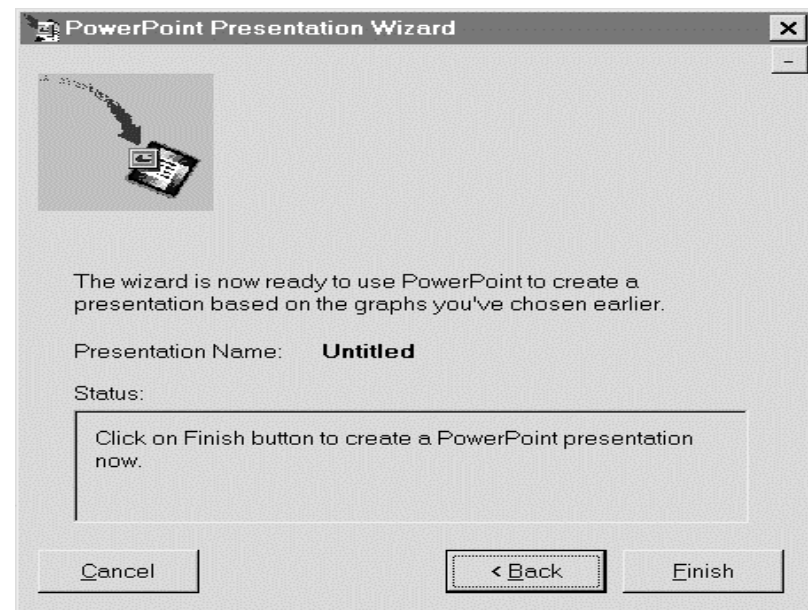 PowerPoint Presentation Wizard
The wizard is now ready to use PowerPoint to create a
presentation based on the graphs you've chosen earlier.
Presentation Name: Untitled
Status:
Click on Finish button to create a PowerPoint presentation
now.
Cancel < Back Finish